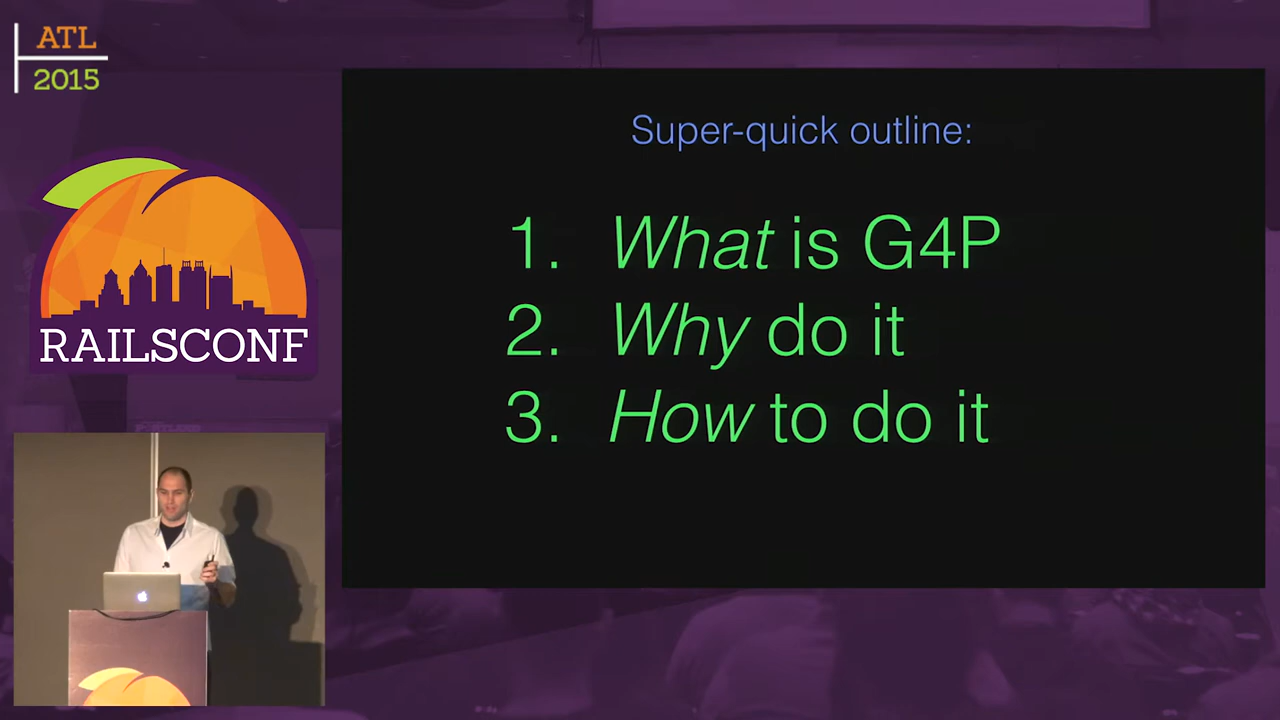 ATL
2015
RAILSCONF
Super-quick outline:
1. What is G4P
2. Why do it
3. How to do it